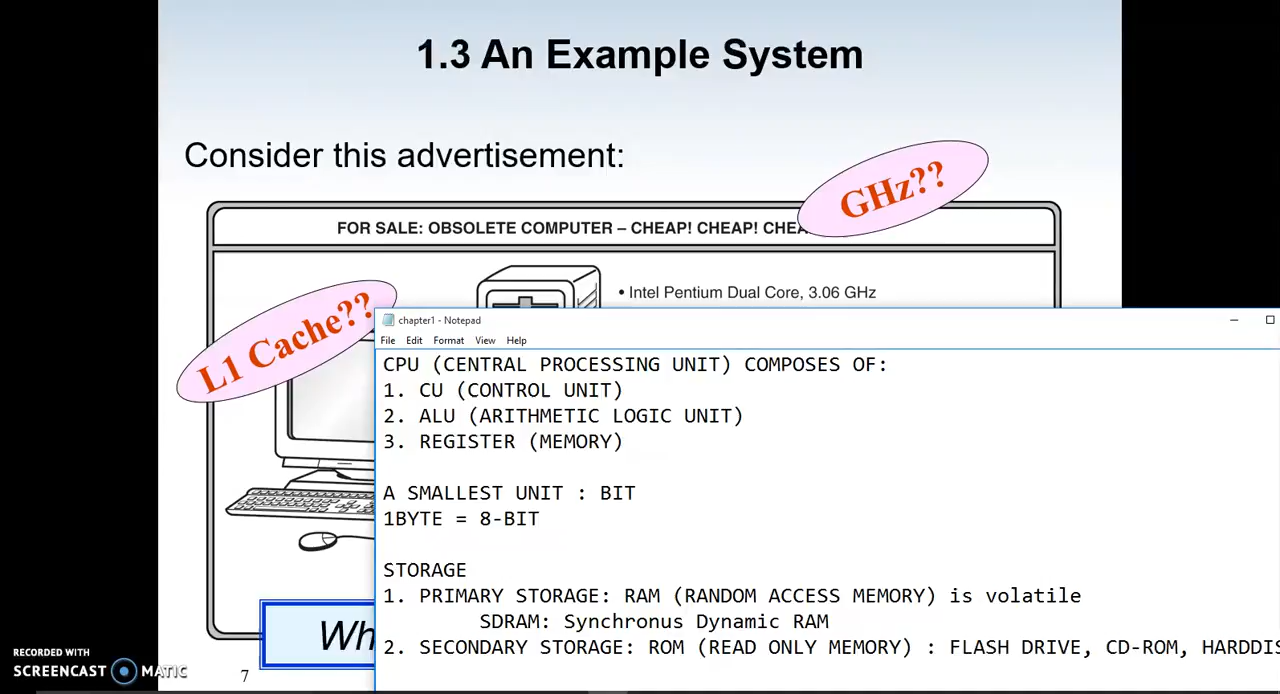 1.3 An Example System
Consider this advertisement:
GHz??
FOR SALE: OBSOLETE COMPUTER – CHEAP! CHEAP!
• Intel Pentium Dual Core, 3.06 GHz
L1 Cache??
chapter1 - Notepad
File Edit Format View Help
CPU (CENTRAL PROCESSING UNIT) COMPOSES OF:
1. CU (CONTROL UNIT)
2. ALU (ARITHMETIC LOGIC UNIT)
3. REGISTER (MEMORY)
A SMALLEST UNIT : BIT
1BYTE = 8-BIT
STORAGE
1. PRIMARY STORAGE: RAM (RANDOM ACCESS MEMORY) is volatile
SDRAM: Synchronus Dynamic RAM
2. SECONDARY STORAGE: ROM (READ ONLY MEMORY) : FLASH DRIVE, CD-ROM,
RECORDED WITH
SCREENCAST MATIC
7